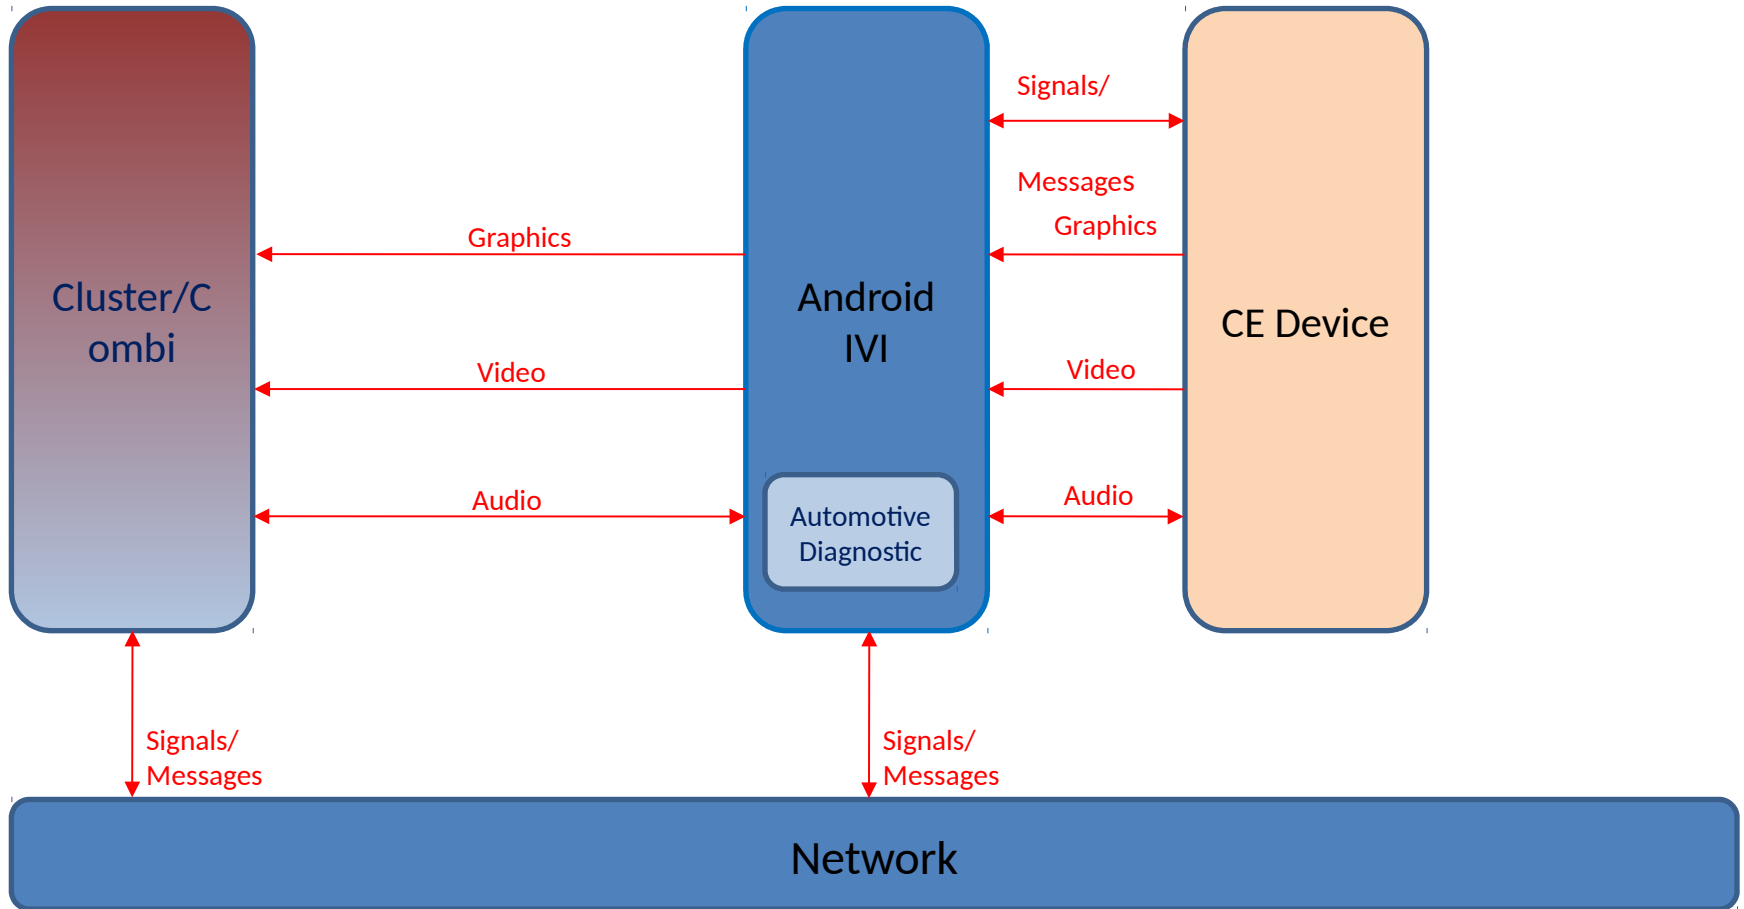 Signals/
Messages
Graphics
Graphics
Cluster/C
ombi
Android
IVI
CE Device
Video
Video
Audio
Audio
Automotive
Diagnostic
Signals/
Messages
Signals/
Messages
Network